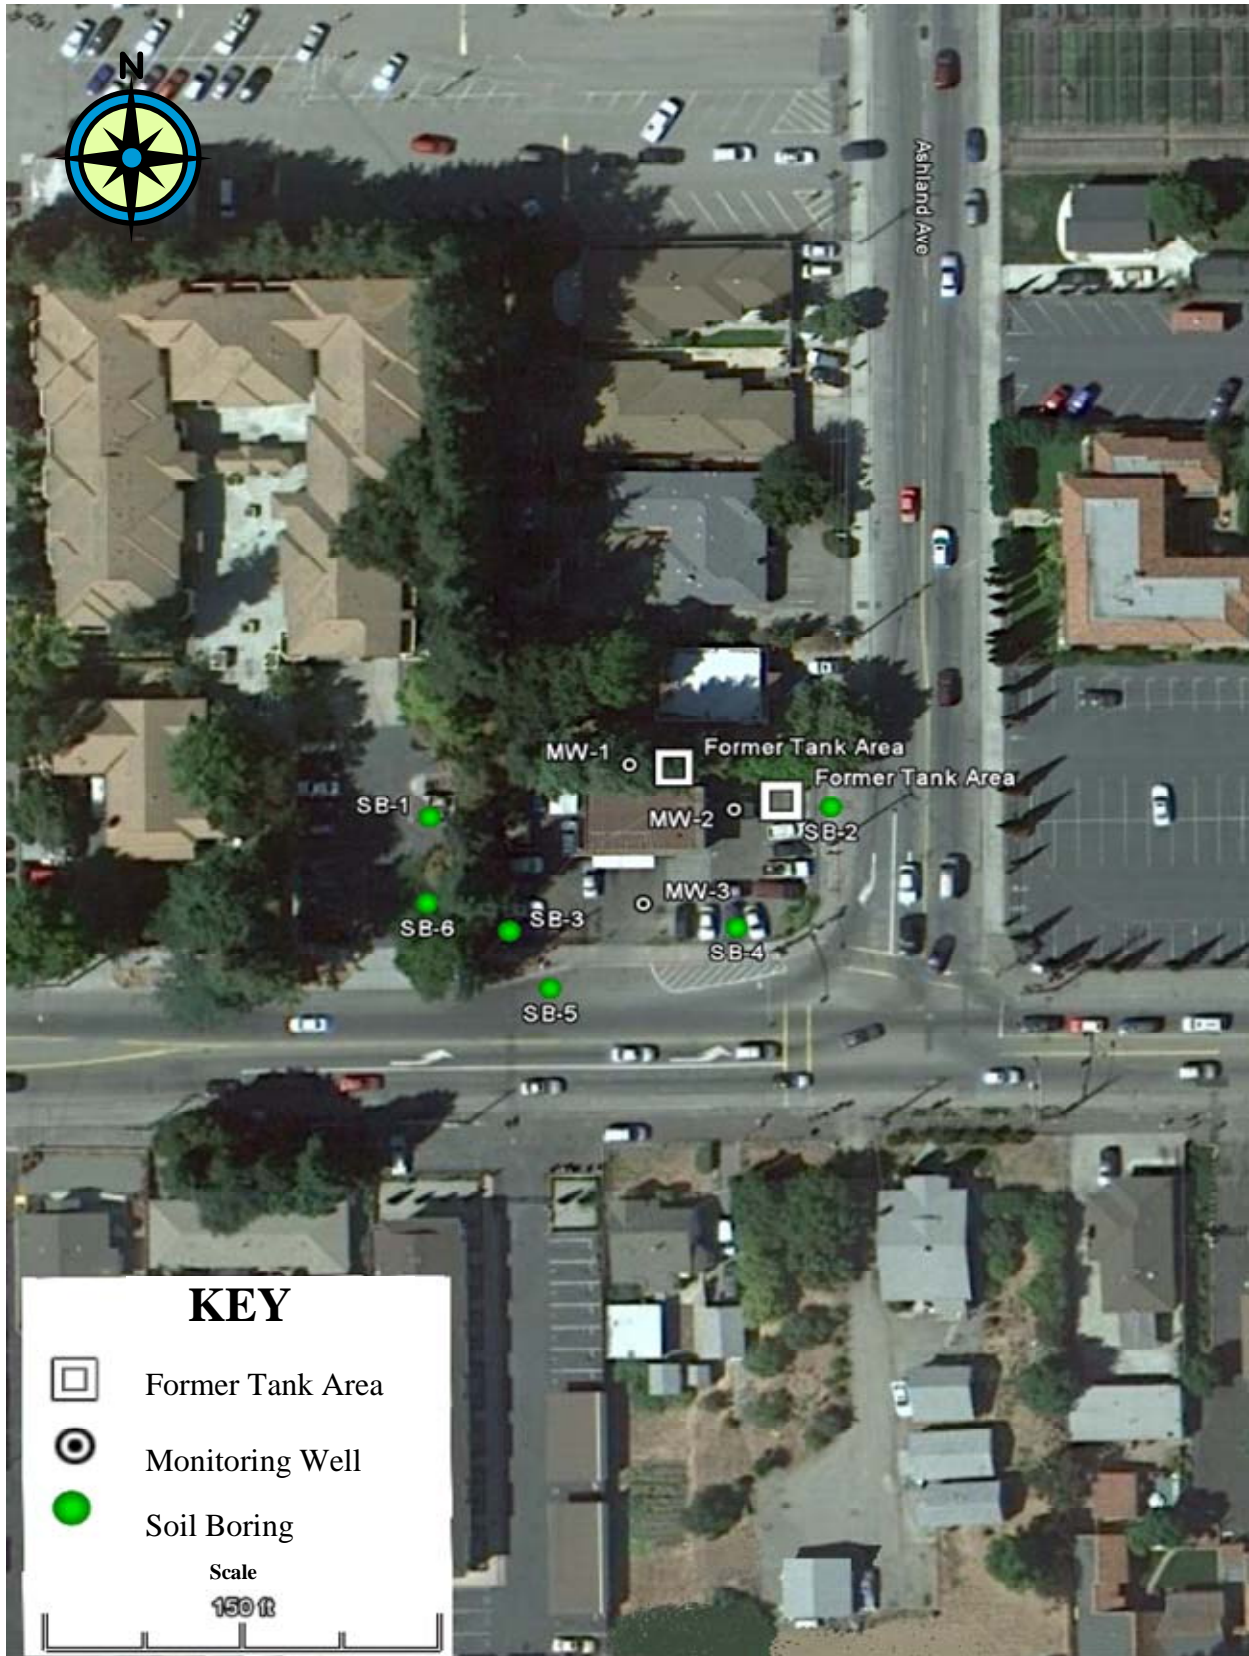 N
Ashland Ave
MW-1
Former Tank Area
Former Tank Area
SB-1
MW-2
SB-2
MW-3
SB-6
SB-3
SB-4
SB-5
KEY
Former Tank Area
Monitoring Well
Soil Boring
Scale
150 ft